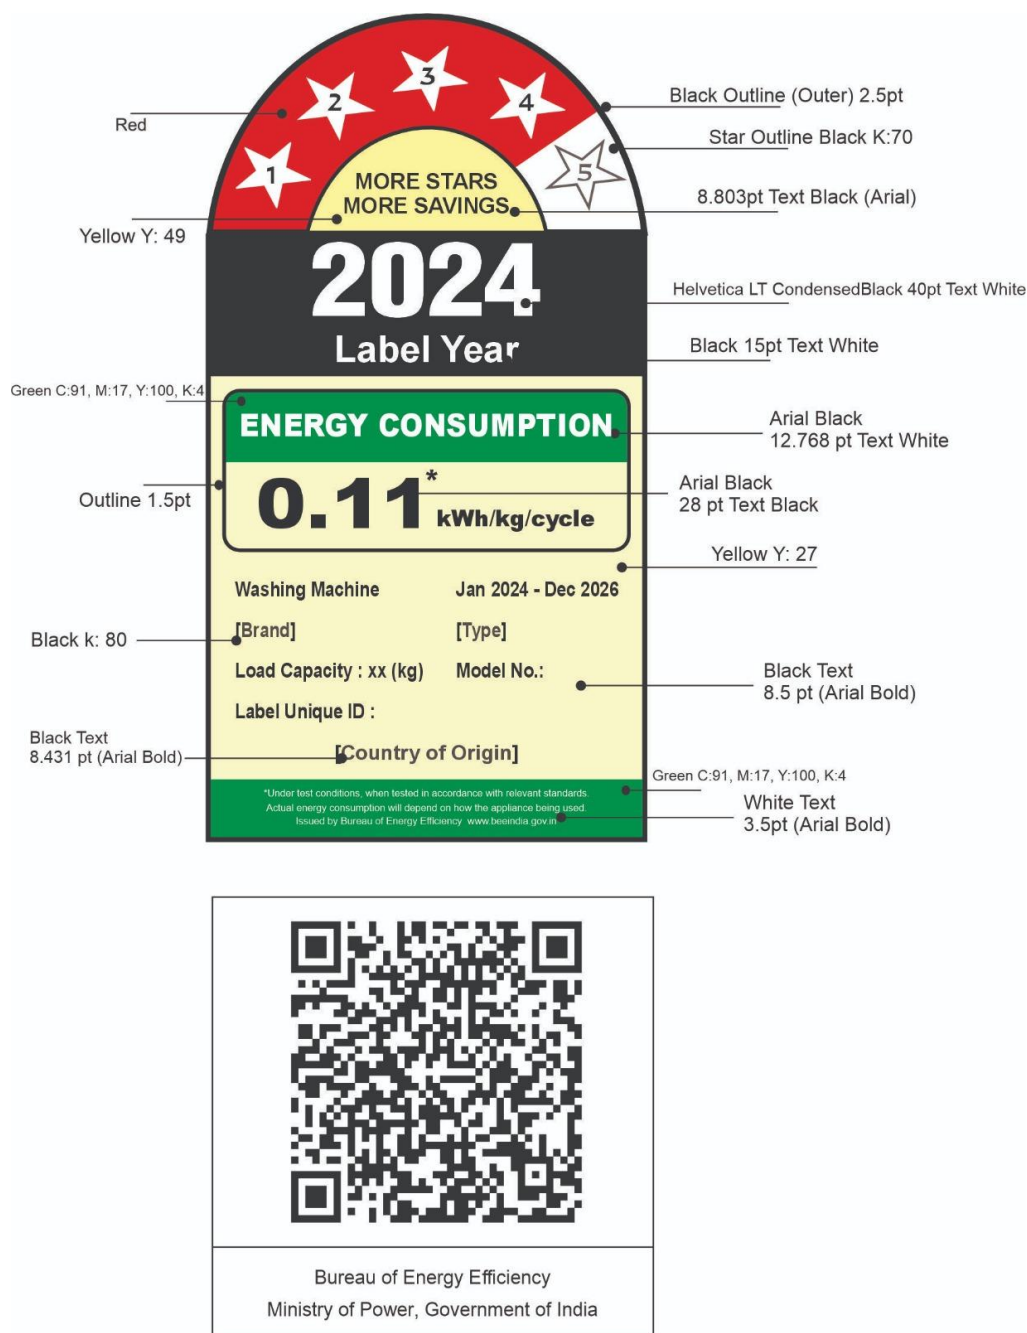 1
2
3
4
5
MORE STARS
MORE SAVINGS
2024
Label Year
ENERGY CONSUMPTION
0.11*
kWh/kg/cycle
Washing Machine Jan 2024 - Dec 2026
[Brand] [Type]
Load Capacity : xx (kg) Model No.:
Label Unique ID :
[Country of Origin]
*Under test conditions, when tested in accordance with relevant standards.
Actual energy consumption will depend on how the appliance being used.
Issued by Bureau of Energy Efficiency www.beeindia.gov.in
Red
Yellow Y: 49
Green C:91, M:17, Y:100, K:4
Outline 1.5pt
Black k: 80
Black Text
8.431 pt (Arial Bold)
Black Outline (Outer) 2.5pt
Star Outline Black K:70
8.803pt Text Black (Arial)
Helvetica LT CondensedBlack 40pt Text White
Black 15pt Text White
Arial Black
12.768 pt Text White
Arial Black
28 pt Text Black
Yellow Y: 27
Black Text
8.5 pt (Arial Bold)
Green C:91, M:17, Y:100, K:4
White Text
3.5pt (Arial Bold)
Bureau of Energy Efficiency
Ministry of Power, Government of India